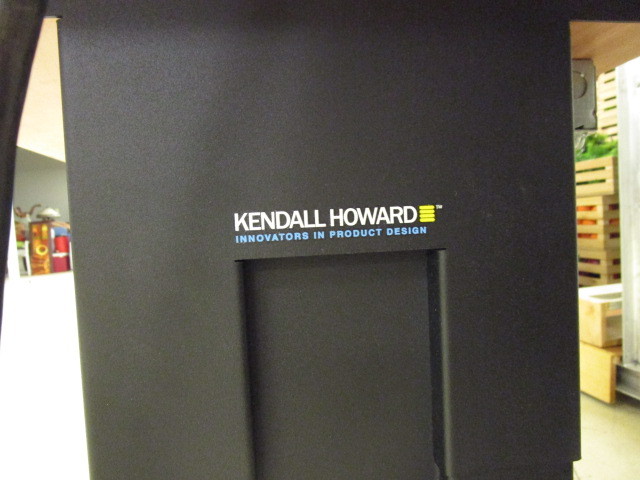 KENDALL HOWARD™
INNOVATORS IN PRODUCT DESIGN